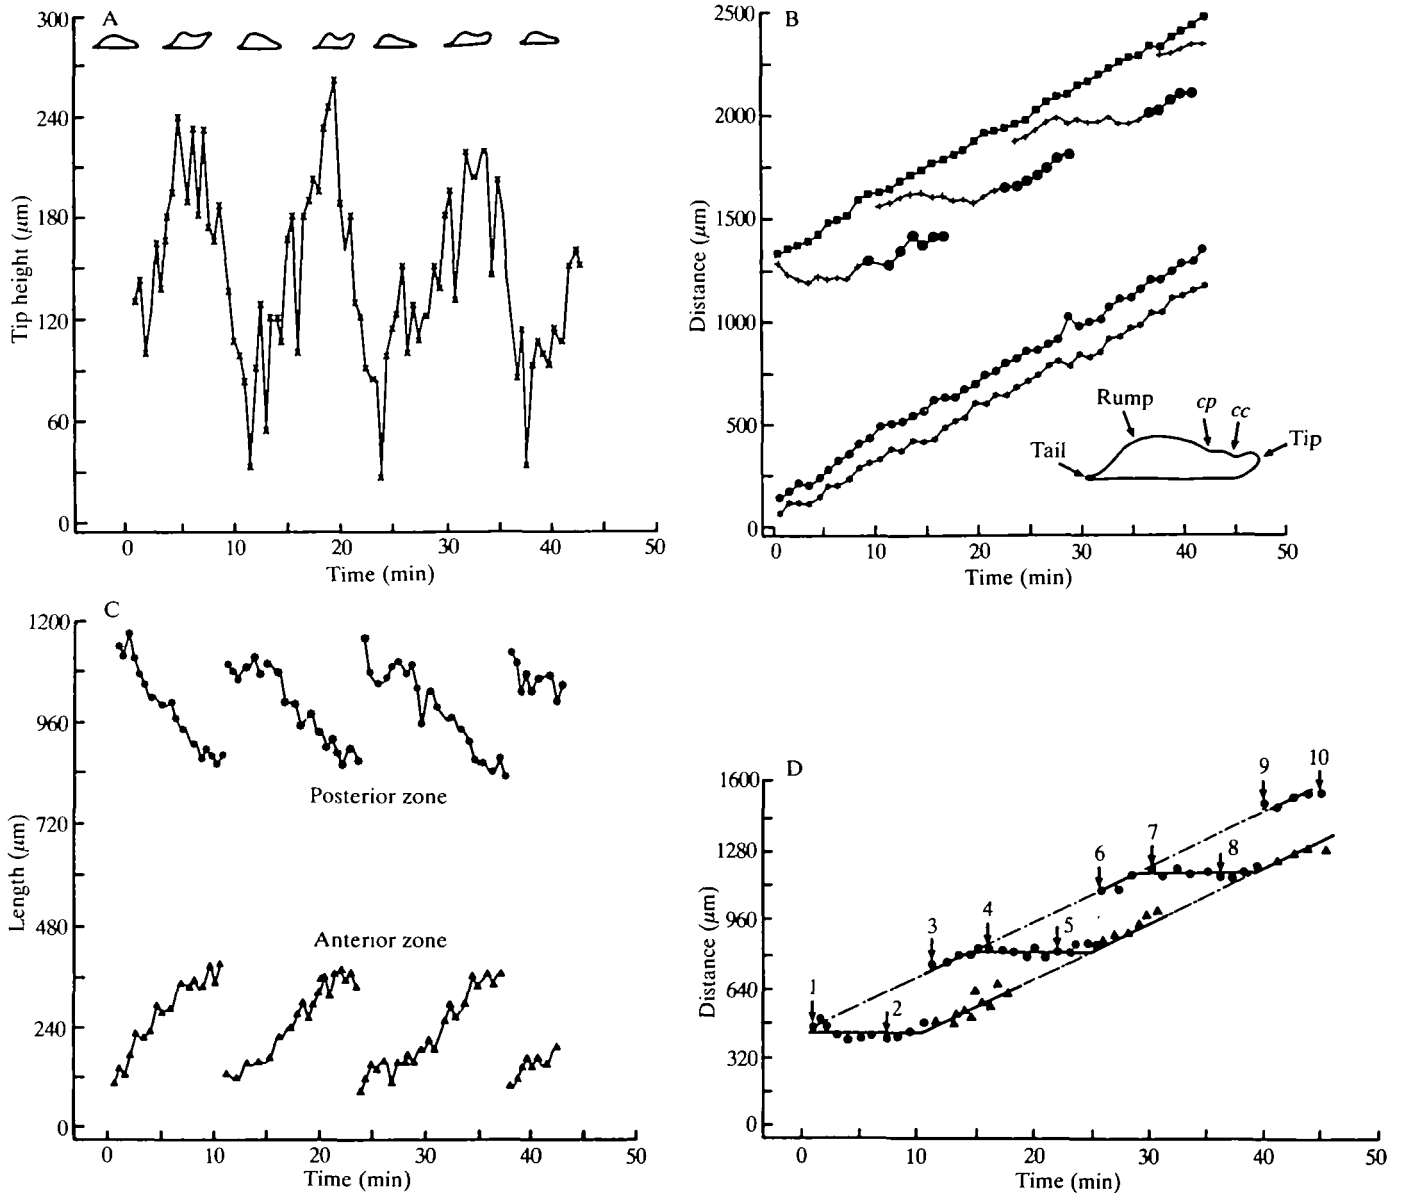 A
300
240
180
120
60
0
Tip height (μm)
0 10 20 30 40 50
Time (min)
B
2500
2000
1500
1000
500
0
Distance (μm)
Rump
cp
cc
Tip
Tail
0 10 20 30 40 50
Time (min)
C
1200
960
720
480
240
0
Length (μm)
Posterior zone
Anterior zone
0 10 20 30 40 50
Time (min)
D
1600
1280
960
640
320
0
Distance (μm)
1
2
3
4
5
6
7
8
9
10
0 10 20 30 40 50
Time (min)